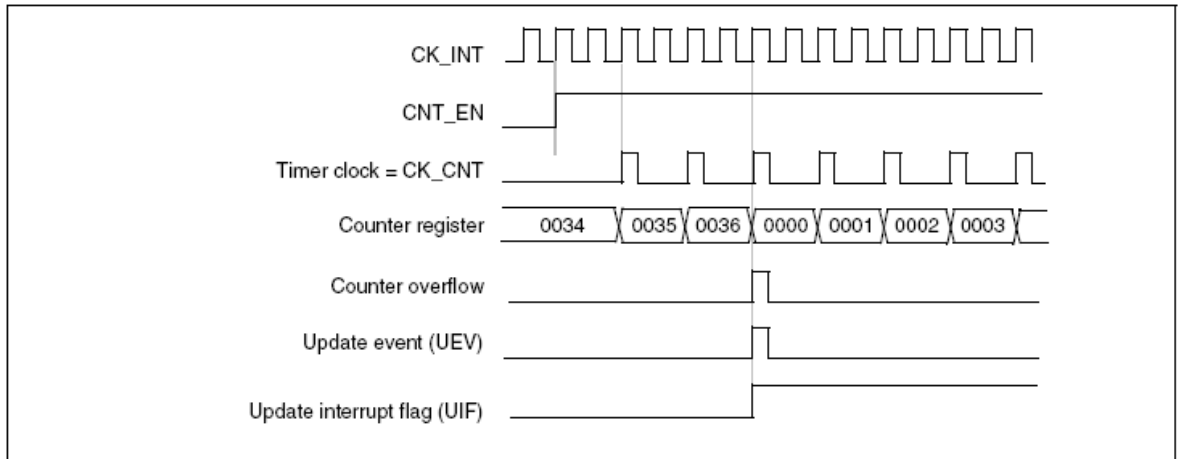 CK_INT
CNT_EN
Timer clock = CK_CNT
Counter register 0034 0035 0036 0000 0001 0002 0003
Counter overflow
Update event (UEV)
Update interrupt flag (UIF)